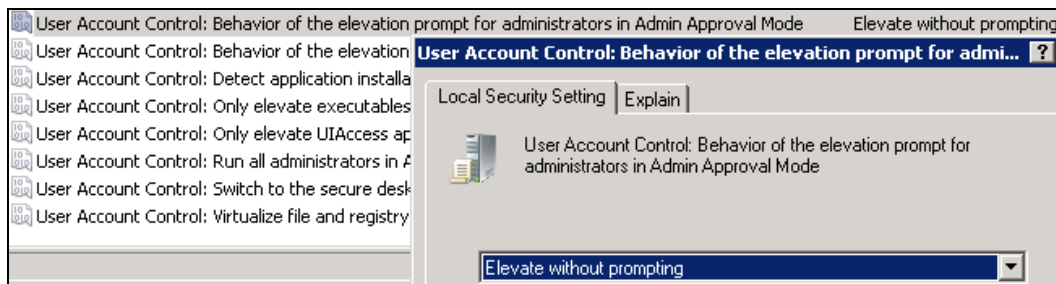 User Account Control: Behavior of the elevation prompt for administrators in Admin Approval Mode Elevate without prompting
User Account Control: Behavior of the elevation
User Account Control: Detect application installa
User Account Control: Only elevate executables
User Account Control: Only elevate UIAccess ap
User Account Control: Run all administrators in A
User Account Control: Switch to the secure desk
User Account Control: Virtualize file and registry
User Account Control: Behavior of the elevation prompt for admi... ?
Local Security Setting Explain
User Account Control: Behavior of the elevation prompt for
administrators in Admin Approval Mode
Elevate without prompting